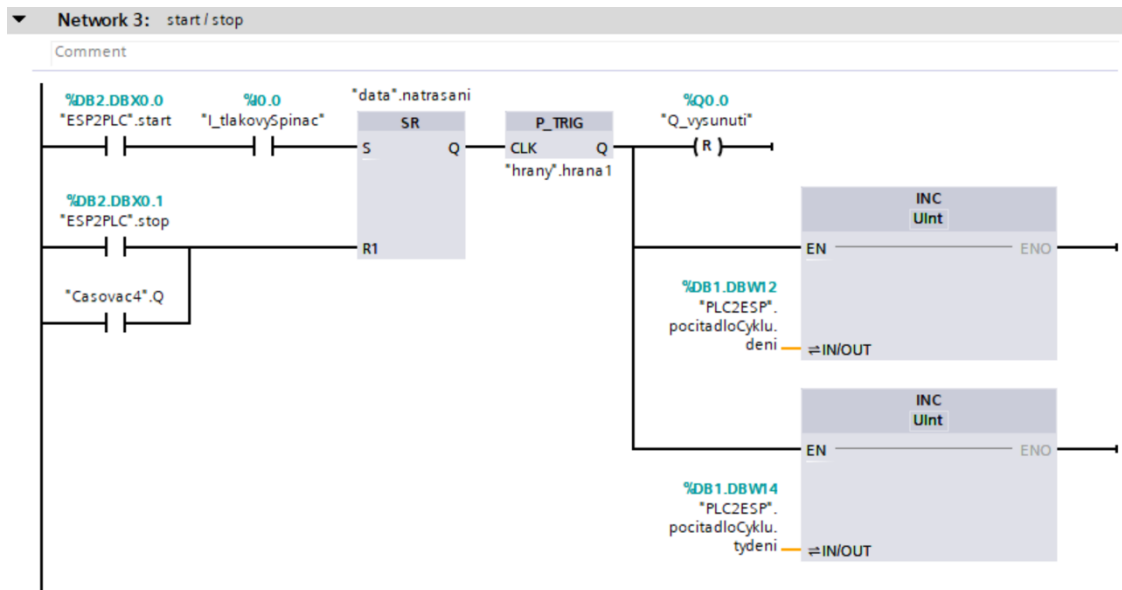 Network 3: start / stop
Comment
%DB2.DBX0.0
"ESP2PLC".start
%I0.0
"I_tlakovySpinac"
"data".natrasani
SR
S Q
R1
P_TRIG
CLK Q
"hrany".hrana1
%Q0.0
"Q_vysunuti"
R
%DB2.DBX0.1
"ESP2PLC".stop
"Casovac4".Q
INC
UInt
EN ENO
%DB1.DBW12
"PLC2ESP".
pocitadloCyklu.
deni
IN/OUT
INC
UInt
EN ENO
%DB1.DBW14
"PLC2ESP".
pocitadloCyklu.
tydeni
IN/OUT